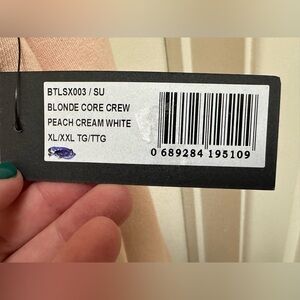 BTLSX003 / SU
BLONDE CORE CREW
PEACH CREAM WHITE
XL/XXL TG/TTG
0 689284 195109